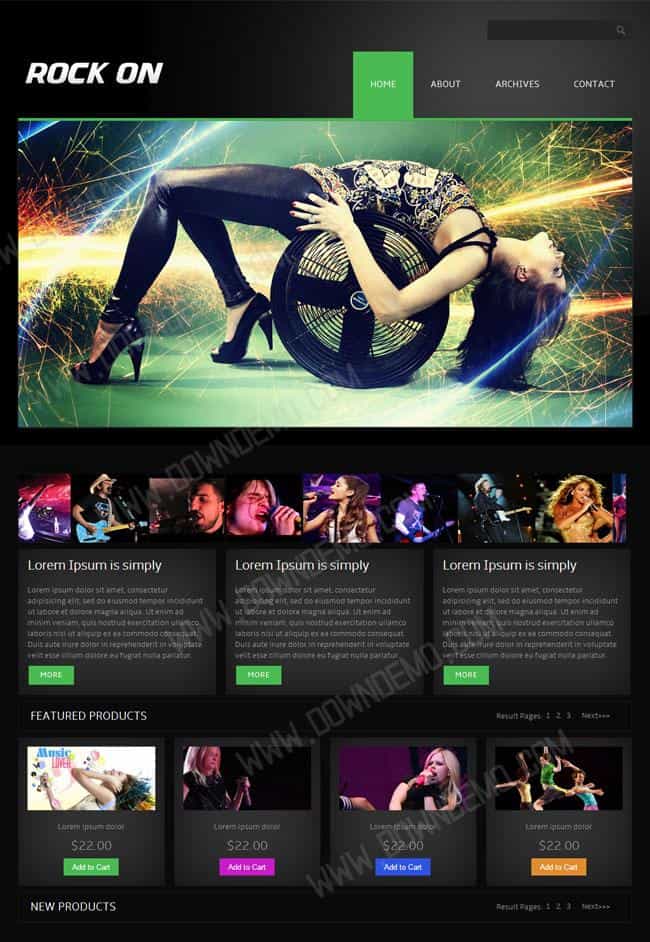 ROCK ON
HOME ABOUT ARCHIVES CONTACT
Lorem Ipsum is simply
Lorem ipsum dolor sit amet, consectetur
adipisicing elit, sed do eiusmod tempor incididunt
ut labore et dolore magna aliqua. Ut enim ad
minim veniam, quis nostrud exercitation ullamco
laboris nisi ut aliquip ex ea commodo consequat.
Duis aute irure dolor in reprehenderit in voluptate
velit esse cillum dolore eu fugiat nulla pariatur.
MORE
Lorem Ipsum is simply
Lorem ipsum dolor sit amet, consectetur
adipisicing elit, sed do eiusmod tempor incididunt
ut labore et dolore magna aliqua. Ut enim ad
minim veniam, quis nostrud exercitation ullamco
laboris nisi ut aliquip ex ea commodo consequat.
Duis aute irure dolor in reprehenderit in voluptate
velit esse cillum dolore eu fugiat nulla pariatur.
MORE
Lorem Ipsum is simply
Lorem ipsum dolor sit amet, consectetur
adipisicing elit, sed do eiusmod tempor incididunt
ut labore et dolore magna aliqua. Ut enim ad
minim veniam, quis nostrud exercitation ullamco
laboris nisi ut aliquip ex ea commodo consequat.
Duis aute irure dolor in reprehenderit in voluptate
velit esse cillum dolore eu fugiat nulla pariatur.
MORE
FEATURED PRODUCTS
Result Pages: 1 2 3 Next>>>
Music
LOVER
Lorem ipsum dolor
$22.00
Add to Cart
Lorem ipsum dolor
$22.00
Add to Cart
Lorem ipsum dolor
$22.00
Add to Cart
Lorem ipsum dolor
$22.00
Add to Cart
NEW PRODUCTS
Result Pages: 1 2 3 Next>>>
WWW.DOWNDEMO.COM
WWW.DOWNDEMO.COM
WWW.DOWNDEMO.COM
WWW.DOWNDEMO.COM
WWW.DOWNDEMO.COM